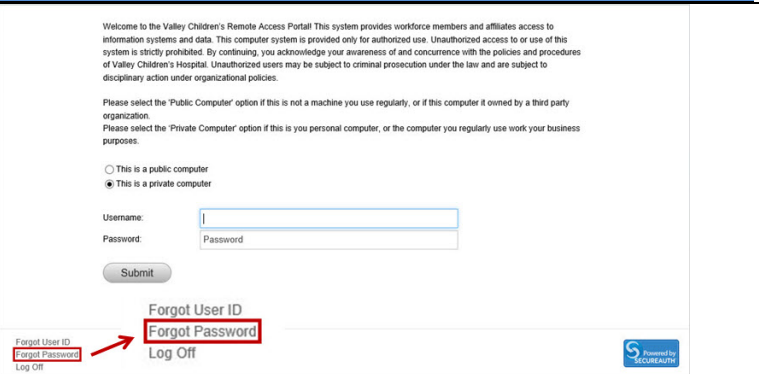 Welcome to the Valley Children's Remote Access Portal! This system provides workforce members and affiliates access to
information systems and data. This computer system is provided only for authorized use. Unauthorized access to or use of this
system is strictly prohibited. By continuing, you acknowledge your awareness of and concurrence with the policies and procedures
of Valley Children's Hospital. Unauthorized users may be subject to criminal prosecution under the law and are subject to
disciplinary action under organizational policies.
Please select the 'Public Computer' option if this is not a machine you use regularly, or if this computer it owned by a third party
organization.
Please select the 'Private Computer' option if this is you personal computer, or the computer you regularly use work your business
purposes.
This is a public computer
This is a private computer
Username:
Password: Password
Submit
Forgot User ID
Forgot Password
Log Off
Forgot User ID
Forgot Password
Log Off
Powered by
SECUREAUTH